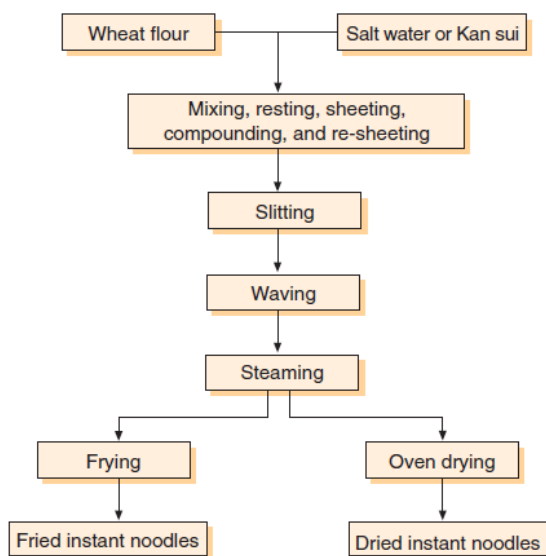 Wheat flour
Salt water or Kan sui
Mixing, resting, sheeting,
compounding, and re-sheeting
Slitting
Waving
Steaming
Frying
Oven drying
Fried instant noodles
Dried instant noodles